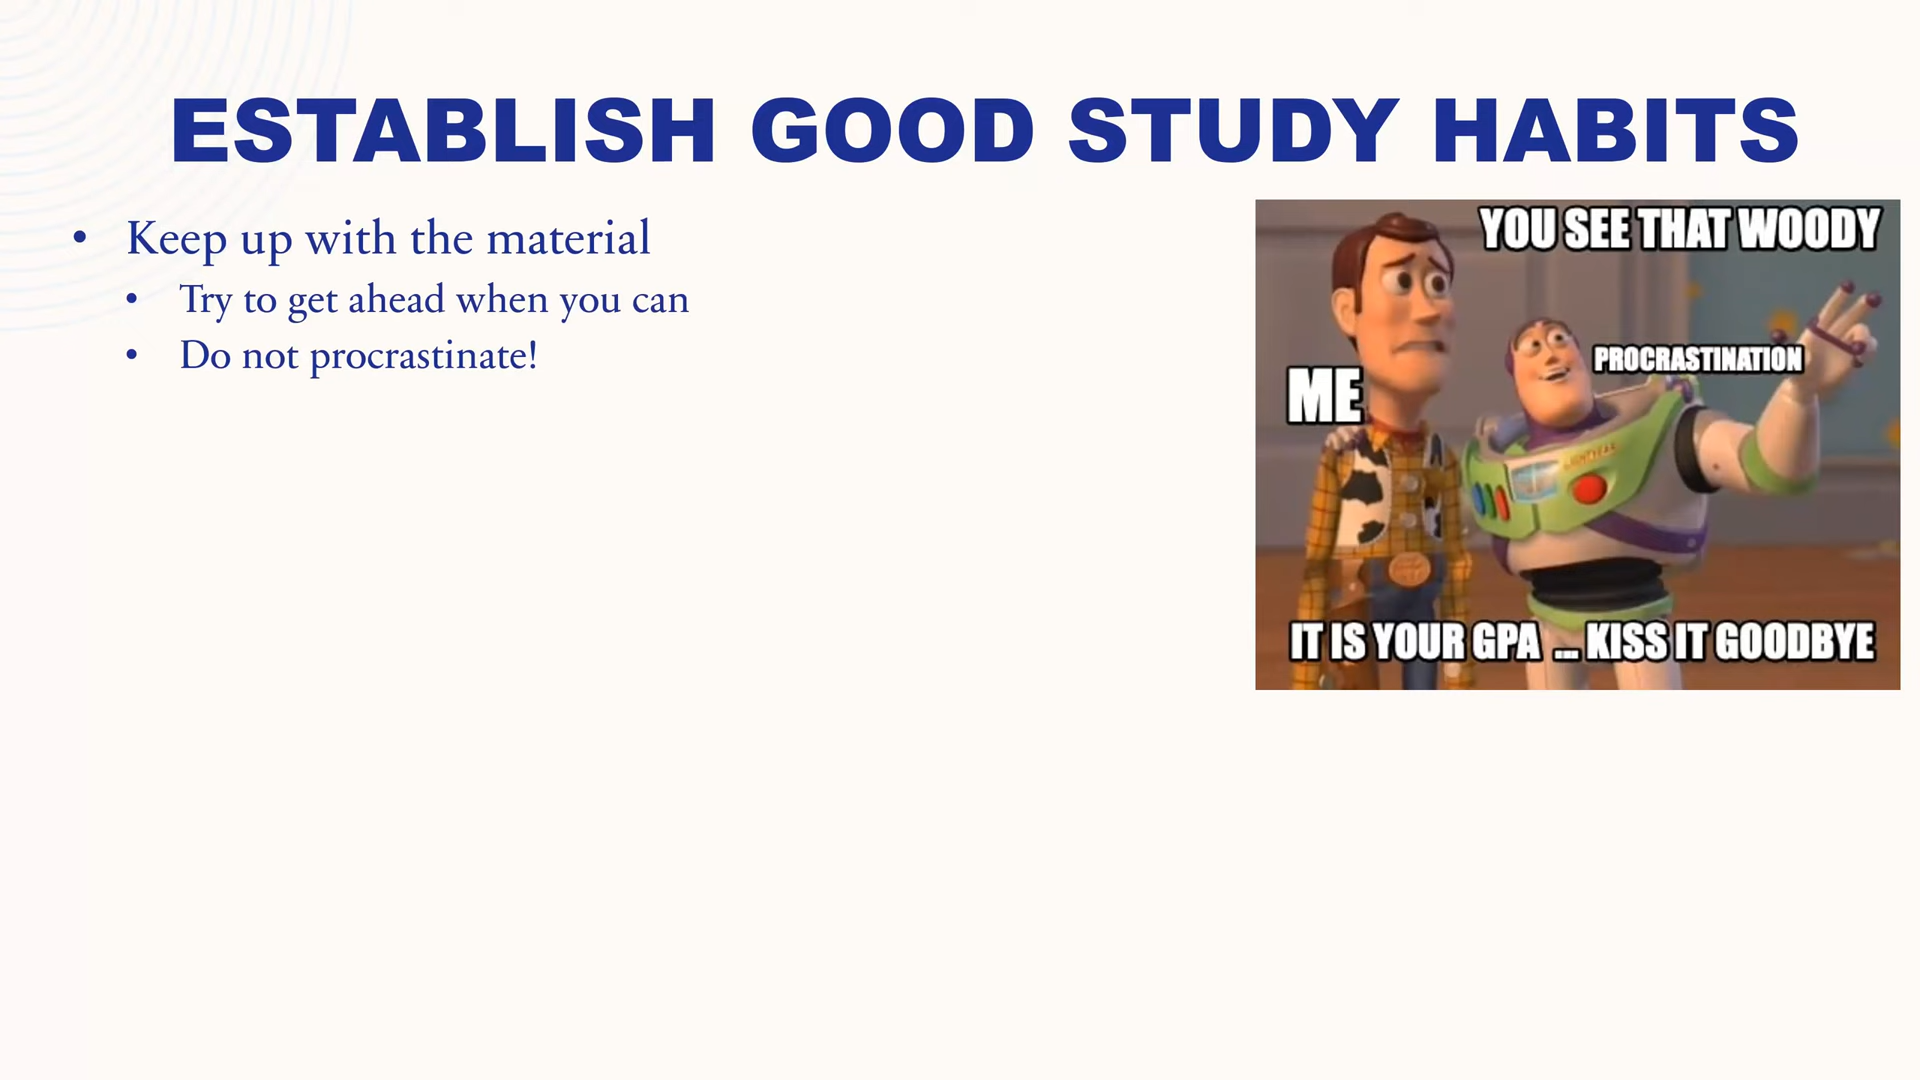 ESTABLISH GOOD STUDY HABITS
• Keep up with the material
• Try to get ahead when you can
• Do not procrastinate!
YOU SEE THAT WOODY
PROCRASTINATION
ME
LIGHTYEAR
IT IS YOUR GPA ... KISS IT GOODBYE